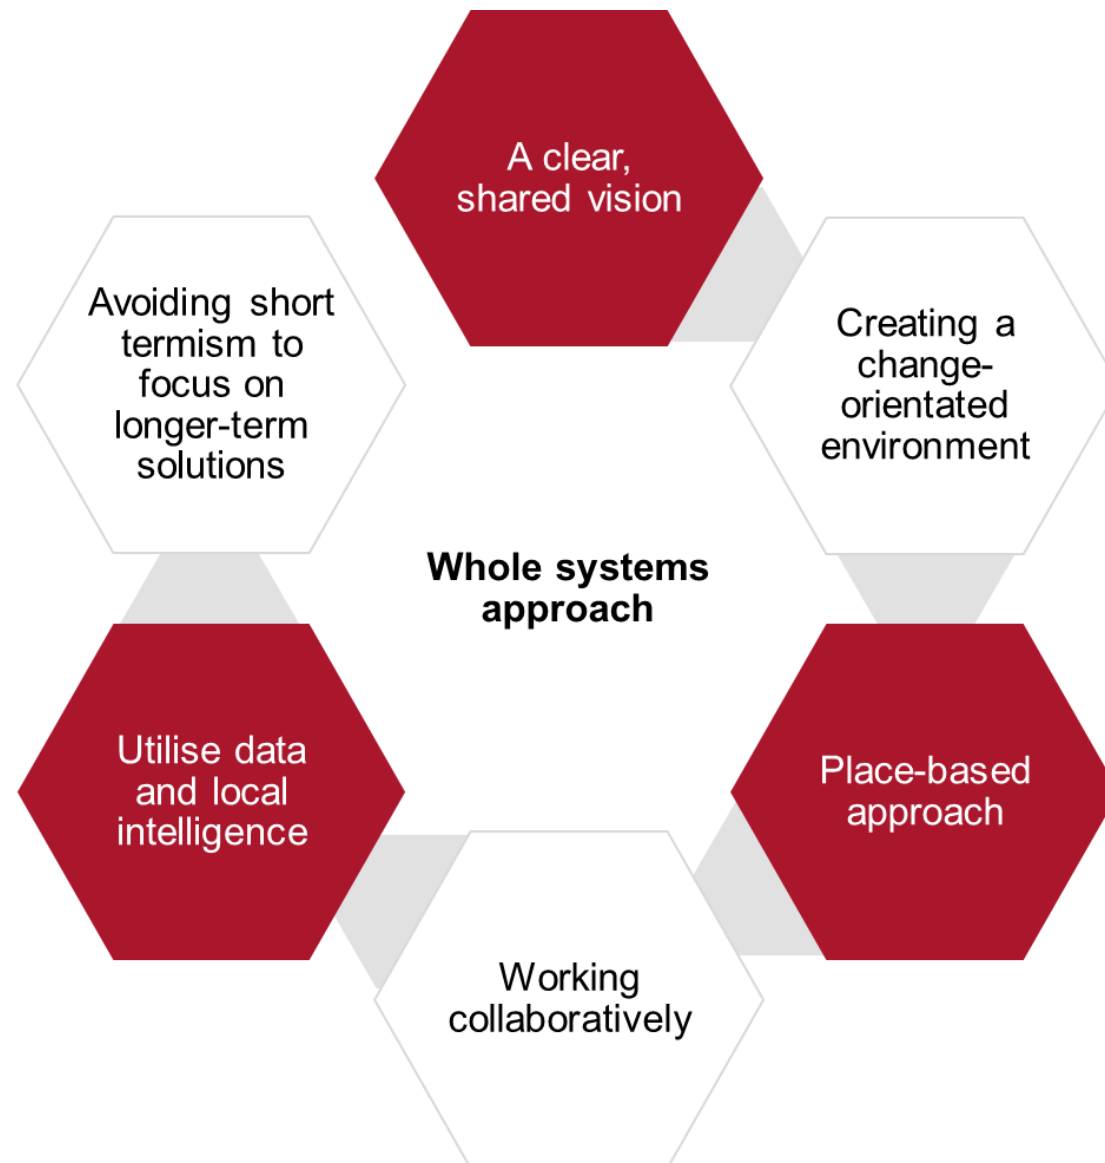 A clear,
shared vision
Creating a
change-
orientated
environment
Place-based
approach
Working
collaboratively
Utilise data
and local
intelligence
Avoiding short
termism to
focus on
longer-term
solutions
Whole systems
approach